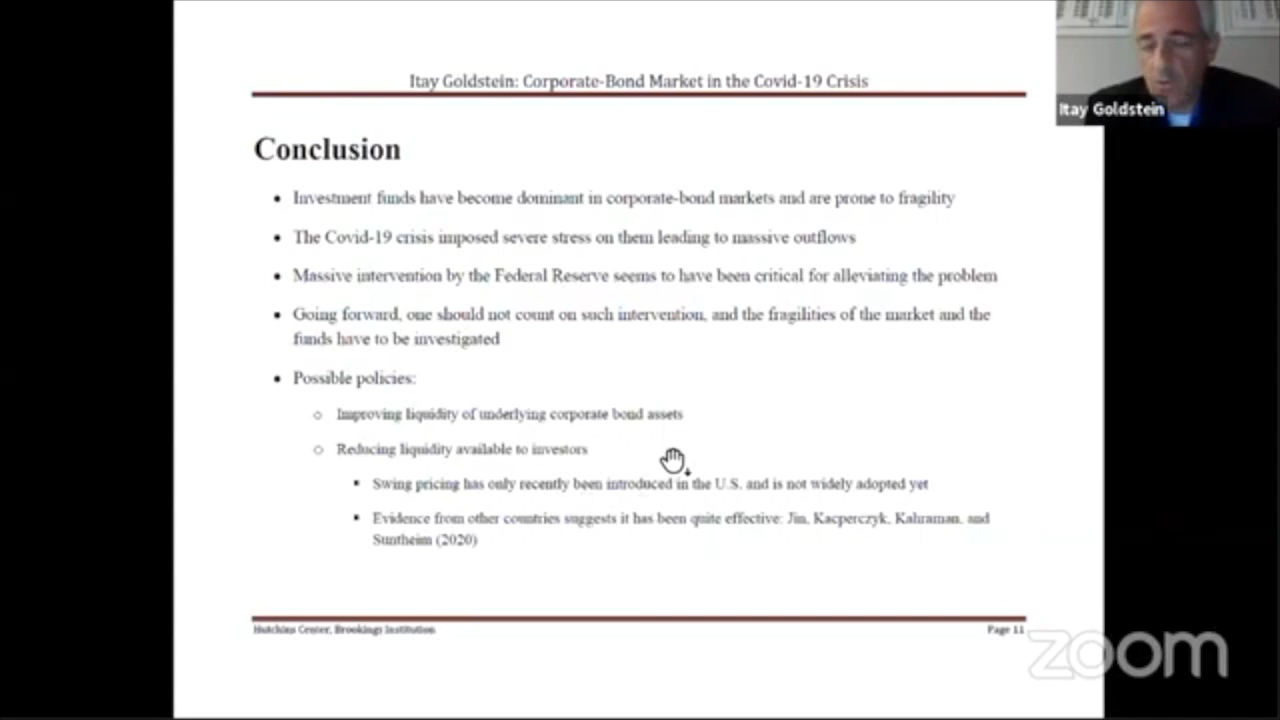 Itay Goldstein: Corporate-Bond Market in the Covid-19 Crisis
Itay Goldstein
Conclusion
• Investment funds have become dominant in corporate-bond markets and are prone to fragility
• The Covid-19 crisis imposed severe stress on them leading to massive outflows
• Massive intervention by the Federal Reserve seems to have been critical for alleviating the problem
• Going forward, one should not count on such intervention, and the fragilities of the market and the
funds have to be investigated
• Possible policies:
o Improving liquidity of underlying corporate bond assets
o Reducing liquidity available to investors
▪ Swing pricing has only recently been introduced in the U.S. and is not widely adopted yet
▪ Evidence from other countries suggests it has been quite effective: Jin, Kacperczyk, Kahraman, and
Suntheim (2020)
Hutchins Center, Brookings Institution
Page 11
zoom